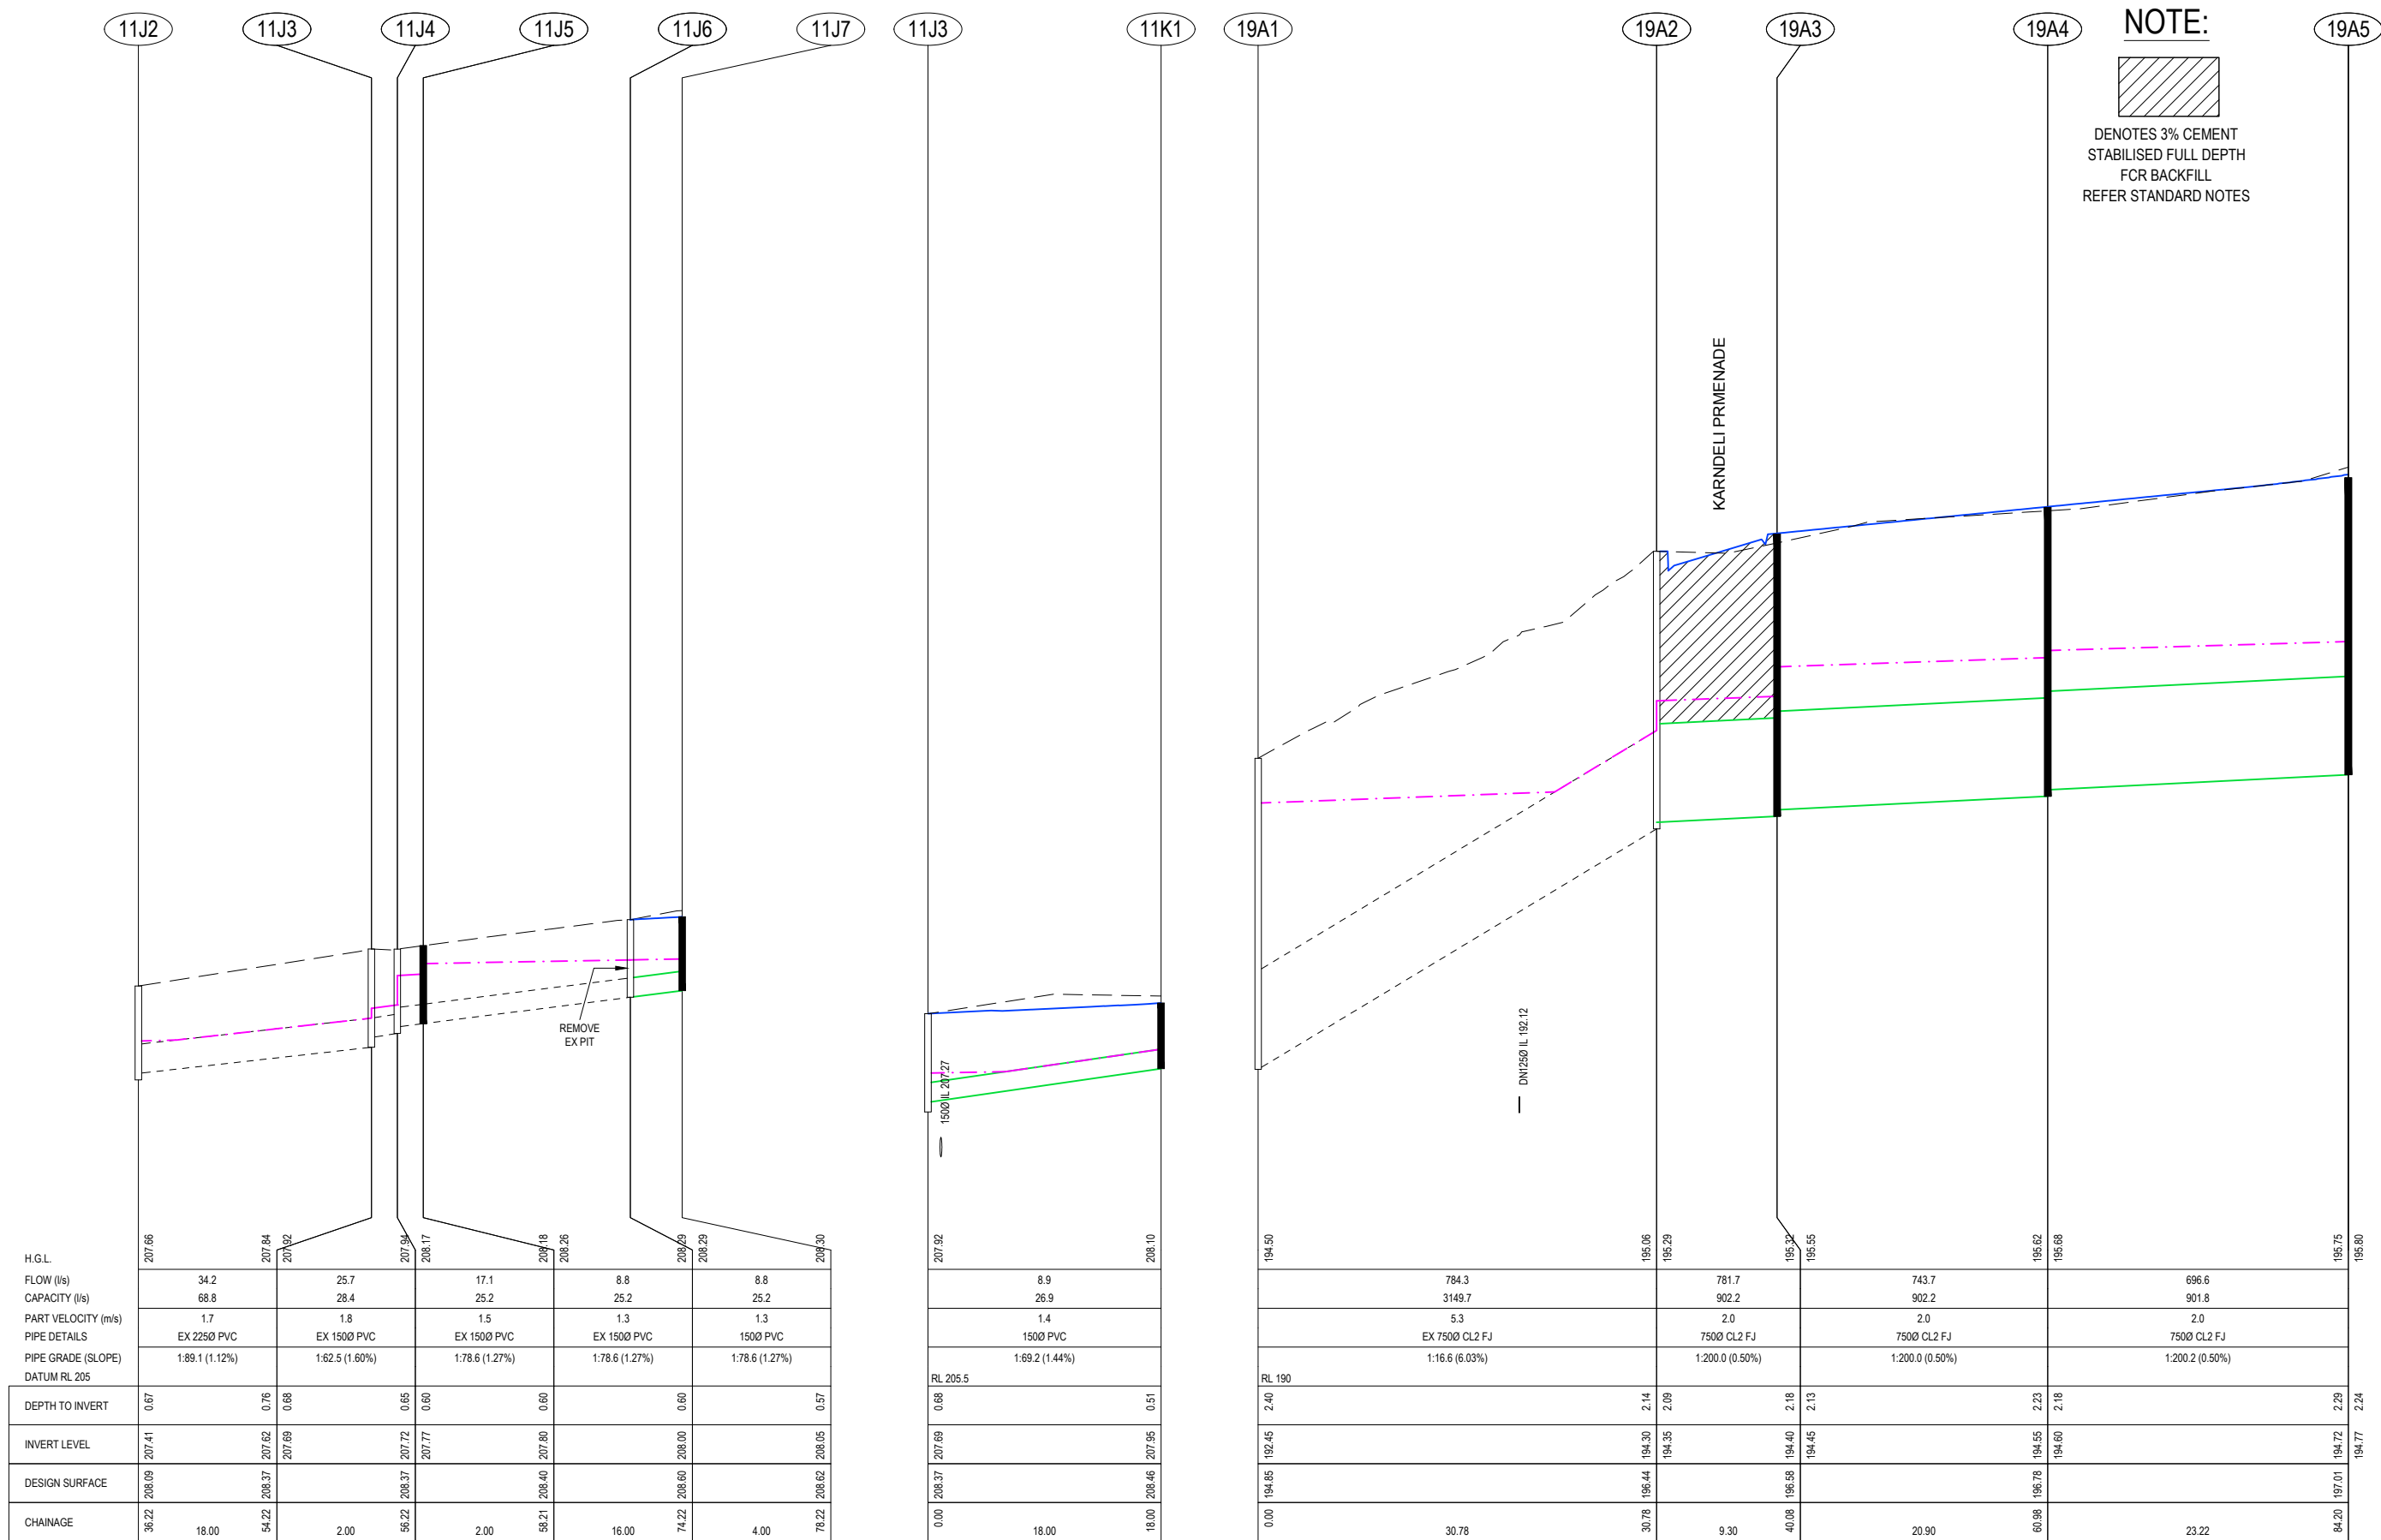 11J2 11J3 11J4 11J5 11J6 11J7 11J3 11K1 19A1 19A2 19A3 19A4 19A5
NOTE:
DENOTES 3% CEMENT
STABILISED FULL DEPTH
FCR BACKFILL
REFER STANDARD NOTES
KARNDELI PRMENADE
REMOVE
EX PIT
150Ø IL 207.27
DN125Ø IL 192.12
H.G.L. 207.66 207.84 207.92 207.94 208.17 208.18 208.26 208.29 208.29 208.30 207.92 208.10 194.50 195.06 195.29 195.32 195.55 195.62 195.68 195.75 195.80
FLOW (l/s) 34.2 25.7 17.1 8.8 8.8 8.9 784.3 781.7 743.7 696.6
CAPACITY (l/s) 68.8 28.4 25.2 25.2 25.2 26.9 3149.7 902.2 902.2 901.8
PART VELOCITY (m/s) 1.7 1.8 1.5 1.3 1.3 1.4 5.3 2.0 2.0 2.0
PIPE DETAILS EX 225Ø PVC EX 150Ø PVC EX 150Ø PVC EX 150Ø PVC 150Ø PVC 150Ø PVC EX 750Ø CL2 FJ 750Ø CL2 FJ 750Ø CL2 FJ 750Ø CL2 FJ
PIPE GRADE (SLOPE) 1:89.1 (1.12%) 1:62.5 (1.60%) 1:78.6 (1.27%) 1:78.6 (1.27%) 1:78.6 (1.27%) 1:69.2 (1.44%) 1:16.6 (6.03%) 1:200.0 (0.50%) 1:200.0 (0.50%) 1:200.2 (0.50%)
DATUM RL 205 RL 205.5 RL 190
DEPTH TO INVERT 0.67 0.76 0.68 0.65 0.60 0.60 0.60 0.57 0.68 0.51 2.40 2.14 2.09 2.18 2.13 2.23 2.18 2.29 2.24
INVERT LEVEL 207.41 207.62 207.69 207.72 207.77 207.80 208.00 208.05 207.69 207.95 192.45 194.30 194.35 194.40 194.45 194.55 194.60 194.72 194.77
DESIGN SURFACE 208.09 208.37 208.37 208.40 208.60 208.62 208.37 208.46 194.85 196.44 196.58 196.78 197.01
CHAINAGE 36.22 18.00 54.22 2.00 56.22 2.00 58.21 16.00 74.22 4.00 78.22 0.00 18.00 18.00 0.00 30.78 30.78 9.30 40.08 20.90 60.98 23.22 84.20